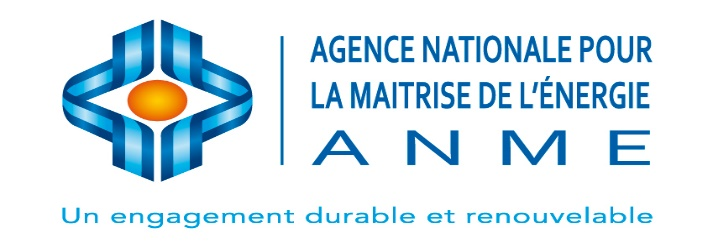 AGENCE NATIONALE POUR
LA MAITRISE DE L'ÉNERGIE
ANME
Un engagement durable et renouvelable